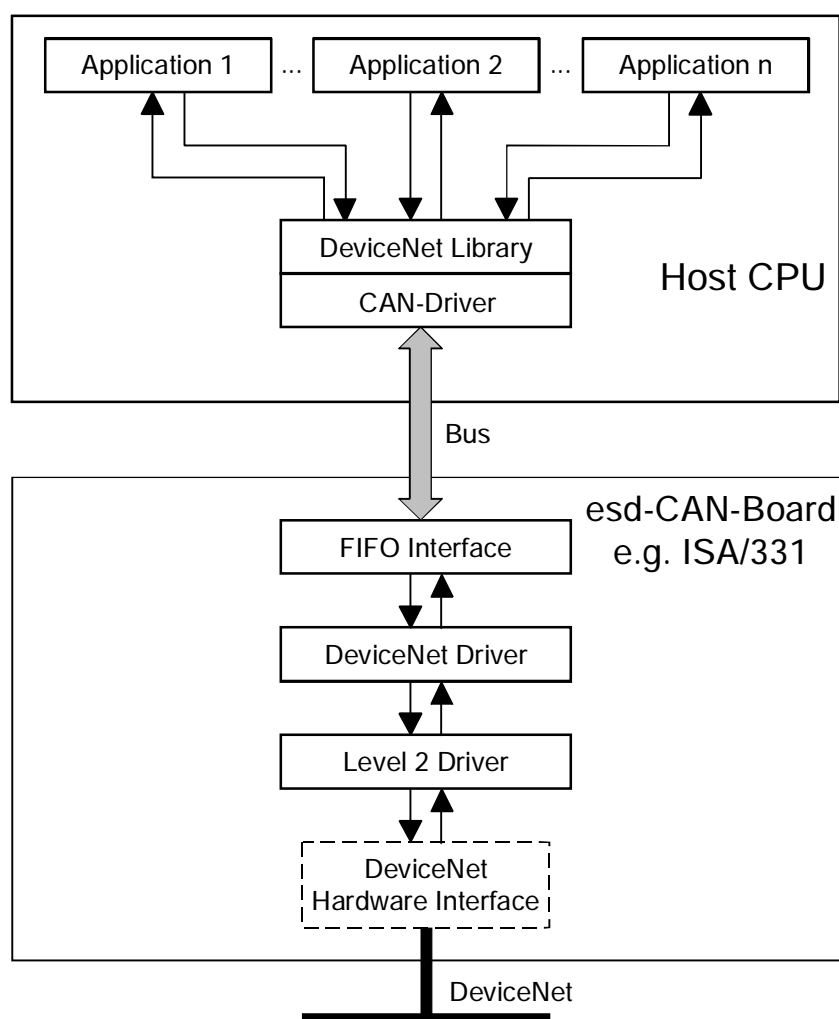 Application 1 ... Application 2 ... Application n
DeviceNet Library
CAN-Driver
Host CPU
Bus
esd-CAN-Board
e.g. ISA/331
FIFO Interface
DeviceNet Driver
Level 2 Driver
DeviceNet
Hardware Interface
DeviceNet